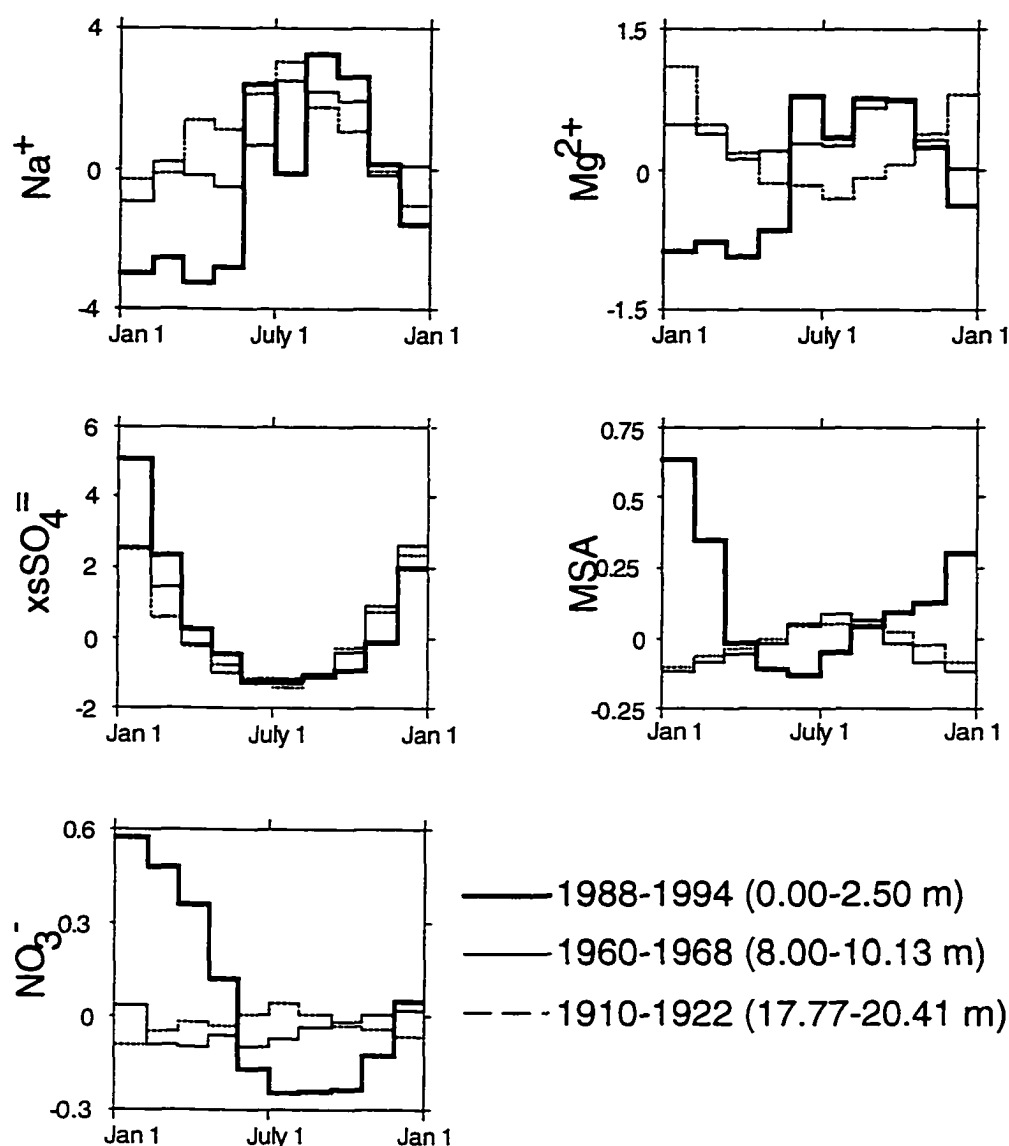 4
0
-4
Na+
Jan 1 July 1 Jan 1
1.5
0
-1.5
Mg2+
Jan 1 July 1 Jan 1
6
4
2
0
-2
xsSO4=
Jan 1 July 1 Jan 1
0.75
0.5
0.25
0
-0.25
MSA
Jan 1 July 1 Jan 1
0.6
0.3
0
-0.3
NO3-
Jan 1 July 1 Jan 1
1988-1994 (0.00-2.50 m)
1960-1968 (8.00-10.13 m)
1910-1922 (17.77-20.41 m)